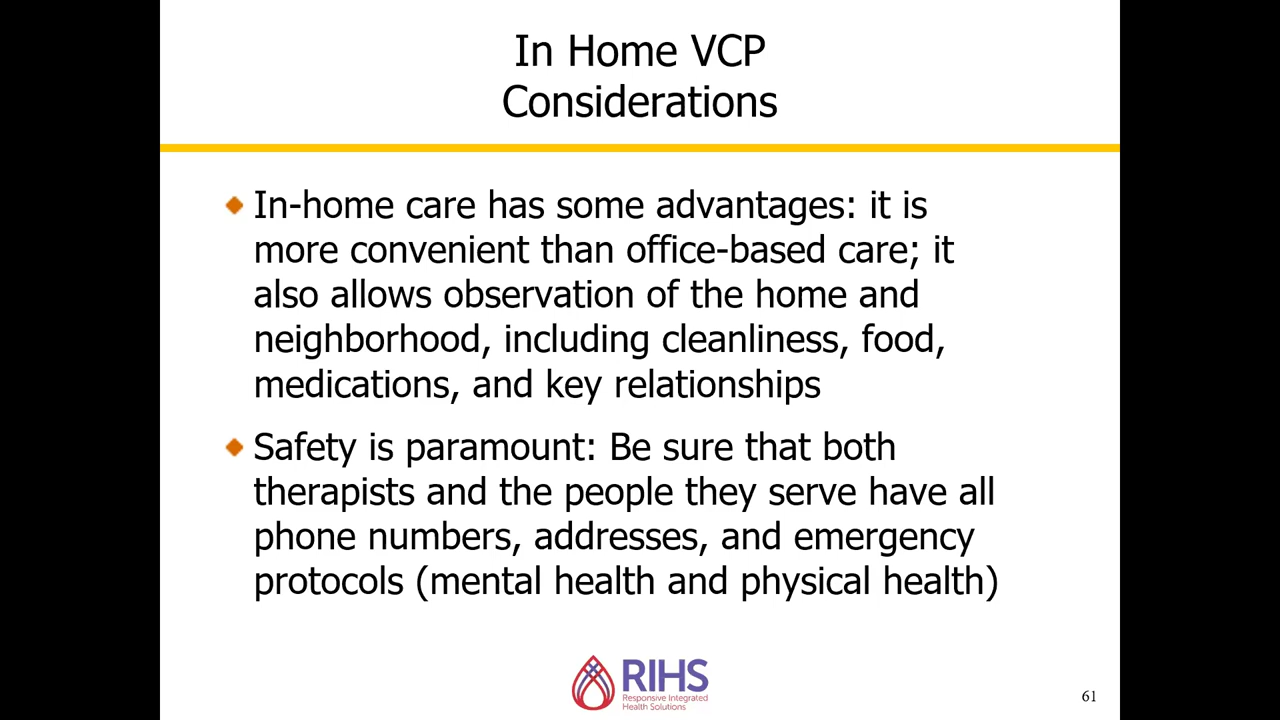 In Home VCP
Considerations
In-home care has some advantages: it is
more convenient than office-based care; it
also allows observation of the home and
neighborhood, including cleanliness, food,
medications, and key relationships
Safety is paramount: Be sure that both
therapists and the people they serve have all
phone numbers, addresses, and emergency
protocols (mental health and physical health)
RIHS
Responsive Integrated
Health Solutions
61